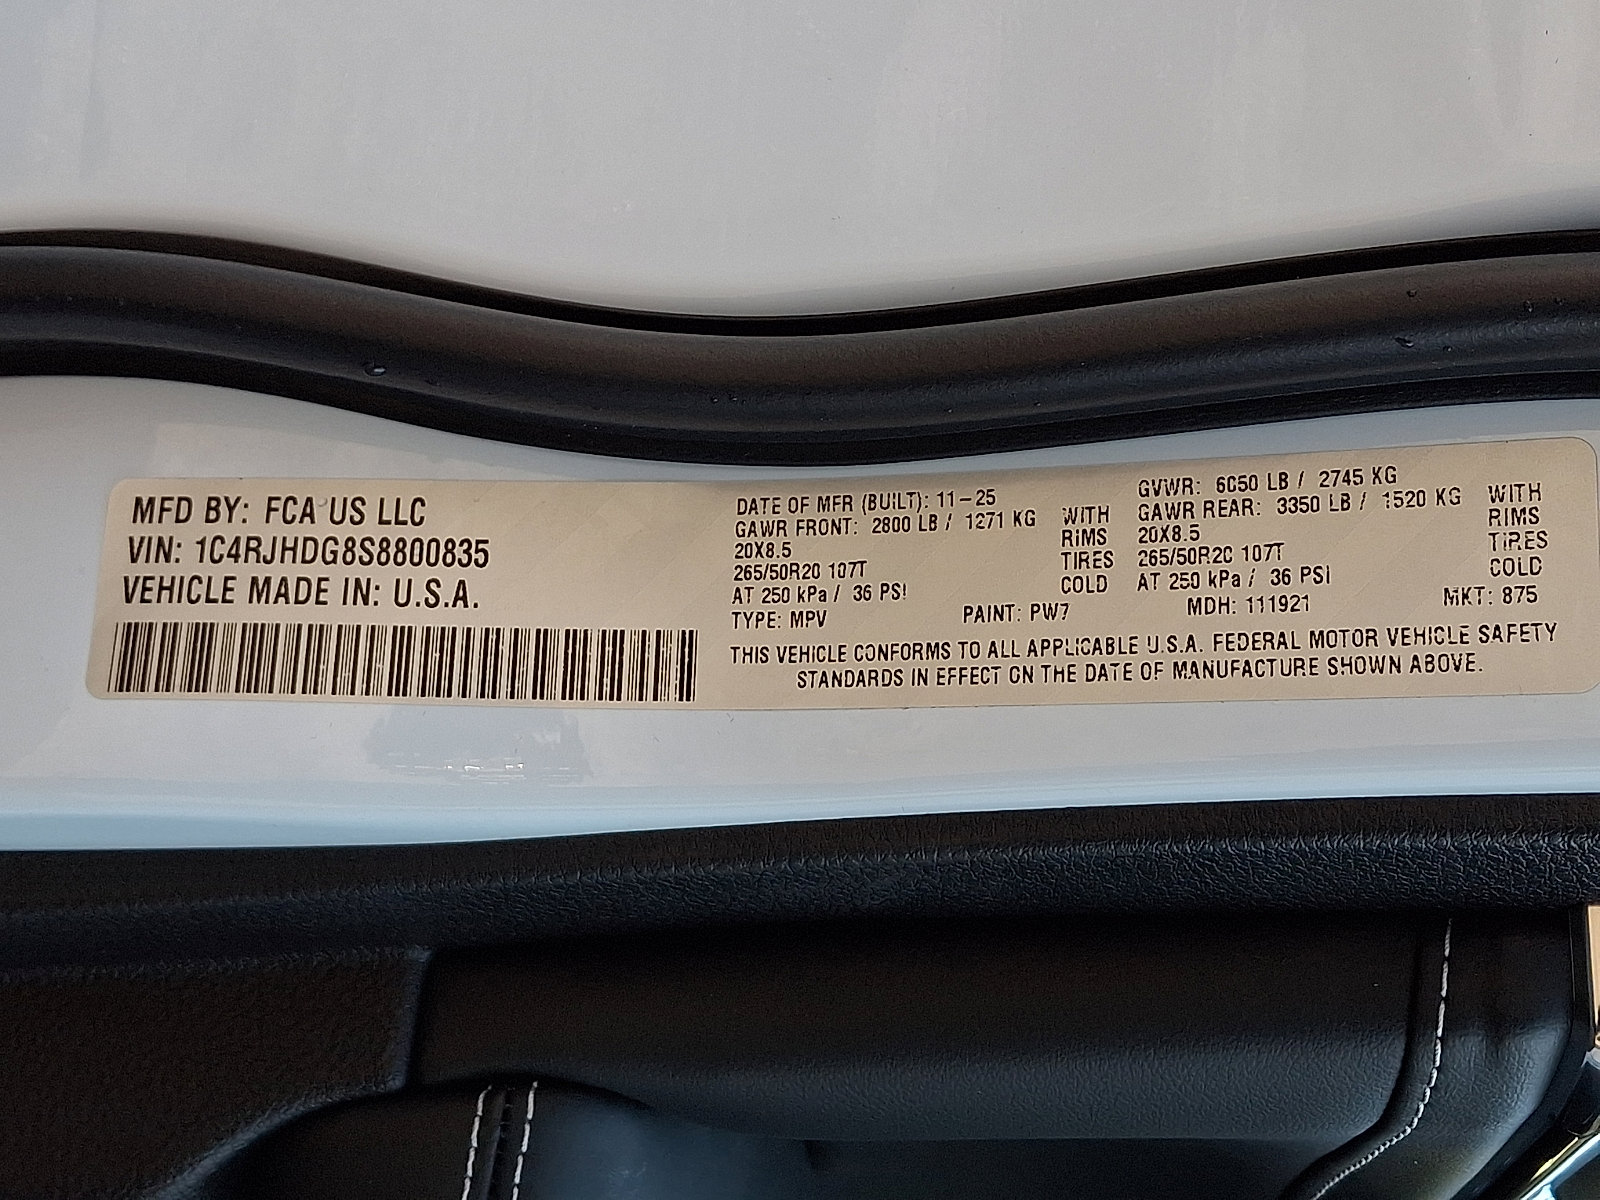 MFD BY: FCA US LLC
VIN: 1C4RJHDG8S8800835
VEHICLE MADE IN: U.S.A.
DATE OF MFR (BUILT): 11-25
GAWR FRONT: 2800 LB / 1271 KG WITH
20X8.5 RIMS
265/50R20 107T TIRES
AT 250 kPa / 36 PSI COLD
TYPE: MPV PAINT: PW7
GVWR: 6050 LB / 2745 KG
GAWR REAR: 3350 LB / 1520 KG WITH
20X8.5 RIMS
265/50R20 107T TIRES
AT 250 kPa / 36 PSI COLD
MDH: 111921 MKT: 875
THIS VEHICLE CONFORMS TO ALL APPLICABLE U.S.A. FEDERAL MOTOR VEHICLE SAFETY
STANDARDS IN EFFECT ON THE DATE OF MANUFACTURE SHOWN ABOVE.